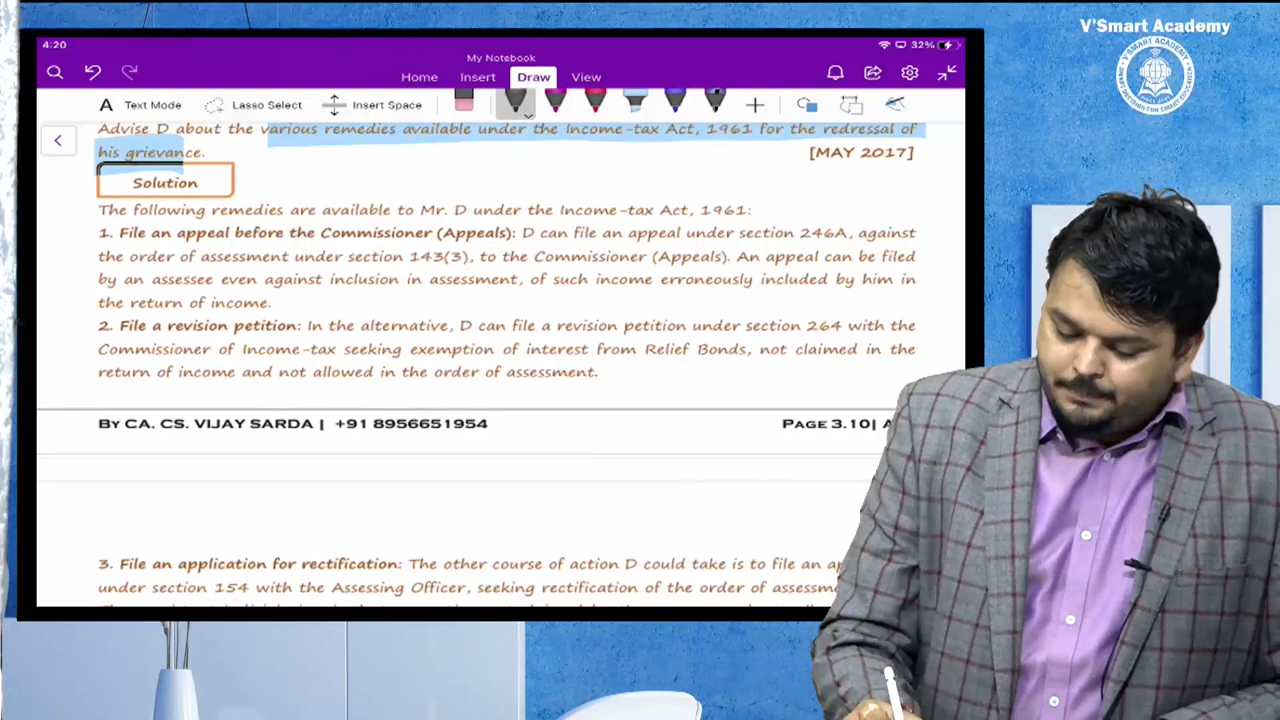 V'Smart Academy
4:20
32%
My Notebook
Home Insert Draw View
Text Mode Lasso Select Insert Space
Advise D about the various remedies available under the Income-tax Act, 1961 for the redressal of
his grievance. [MAY 2017]
Solution
The following remedies are available to Mr. D under the Income-tax Act, 1961:
1. File an appeal before the Commissioner (Appeals): D can file an appeal under section 246A, against
the order of assessment under section 143(3), to the Commissioner (Appeals). An appeal can be filed
by an assessee even against inclusion in assessment, of such income erroneously included by him in
the return of income.
2. File a revision petition: In the alternative, D can file a revision petition under section 264 with the
Commissioner of Income-tax seeking exemption of interest from Relief Bonds, not claimed in the
return of income and not allowed in the order of assessment.
BY CA. CS. VIJAY SARDA | +91 8956651954 PAGE 3.10|
3. File an application for rectification: The other course of action D could take is to file an
under section 154 with the Assessing Officer, seeking rectification of the order of